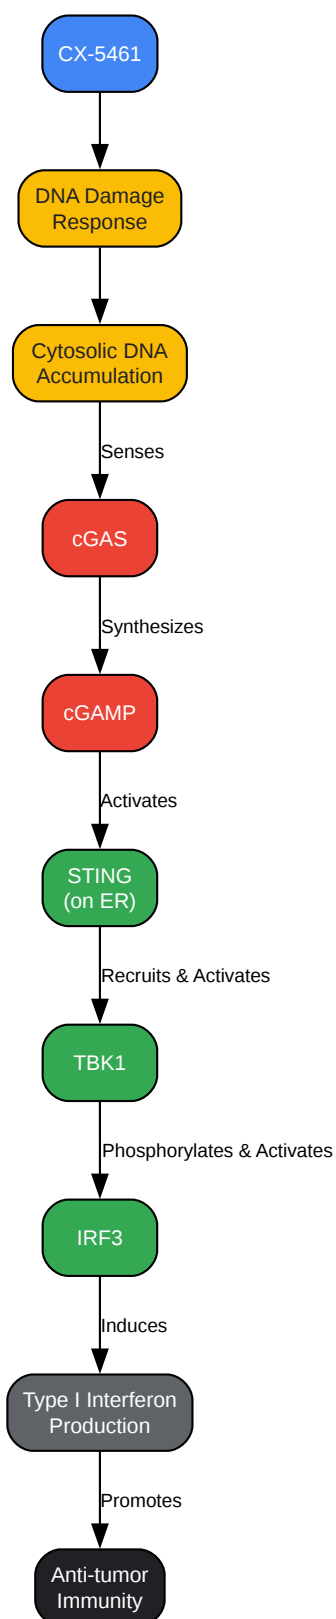 CX-5461
DNA Damage
Response
Cytosolic DNA
Accumulation
Senses
cGAS
Synthesizes
cGAMP
Activates
STING
(on ER)
Recruits & Activates
TBK1
Phosphorylates & Activates
IRF3
Induces
Type I Interferon
Production
Promotes
Anti-tumor
Immunity